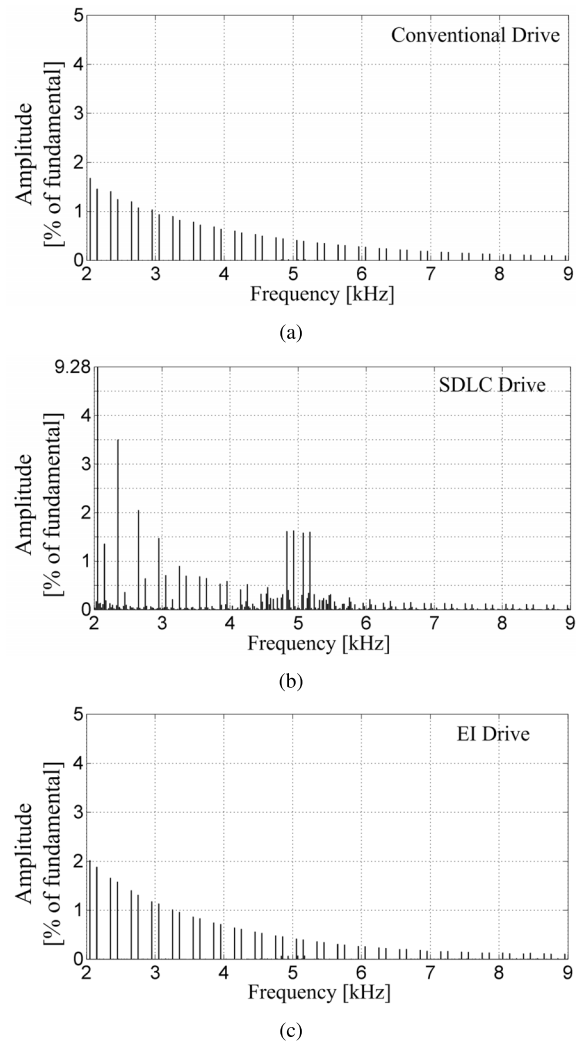 5
Conventional Drive
4
3
2
1
0
Amplitude
[% of fundamental]
2 3 4 5 6 7 8 9
Frequency [kHz]
(a)
9.28
SDLC Drive
4
3
2
1
0
Amplitude
[% of fundamental]
2 3 4 5 6 7 8 9
Frequency [kHz]
(b)
5
EI Drive
4
3
2
1
0
Amplitude
[% of fundamental]
2 3 4 5 6 7 8 9
Frequency [kHz]
(c)